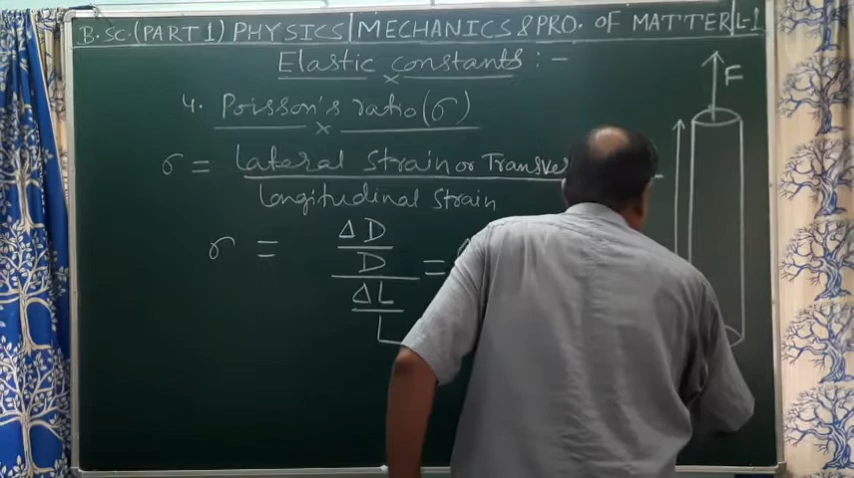 B.SC.(PART 1) PHYSICS | MECHANICS & PRO. OF MATTER | L-1
Elastic constants : -
4. Poisson's ratio (σ)
F
σ = Lateral Strain or
Longitudinal Strain
σ = ΔD
D =
ΔL
L